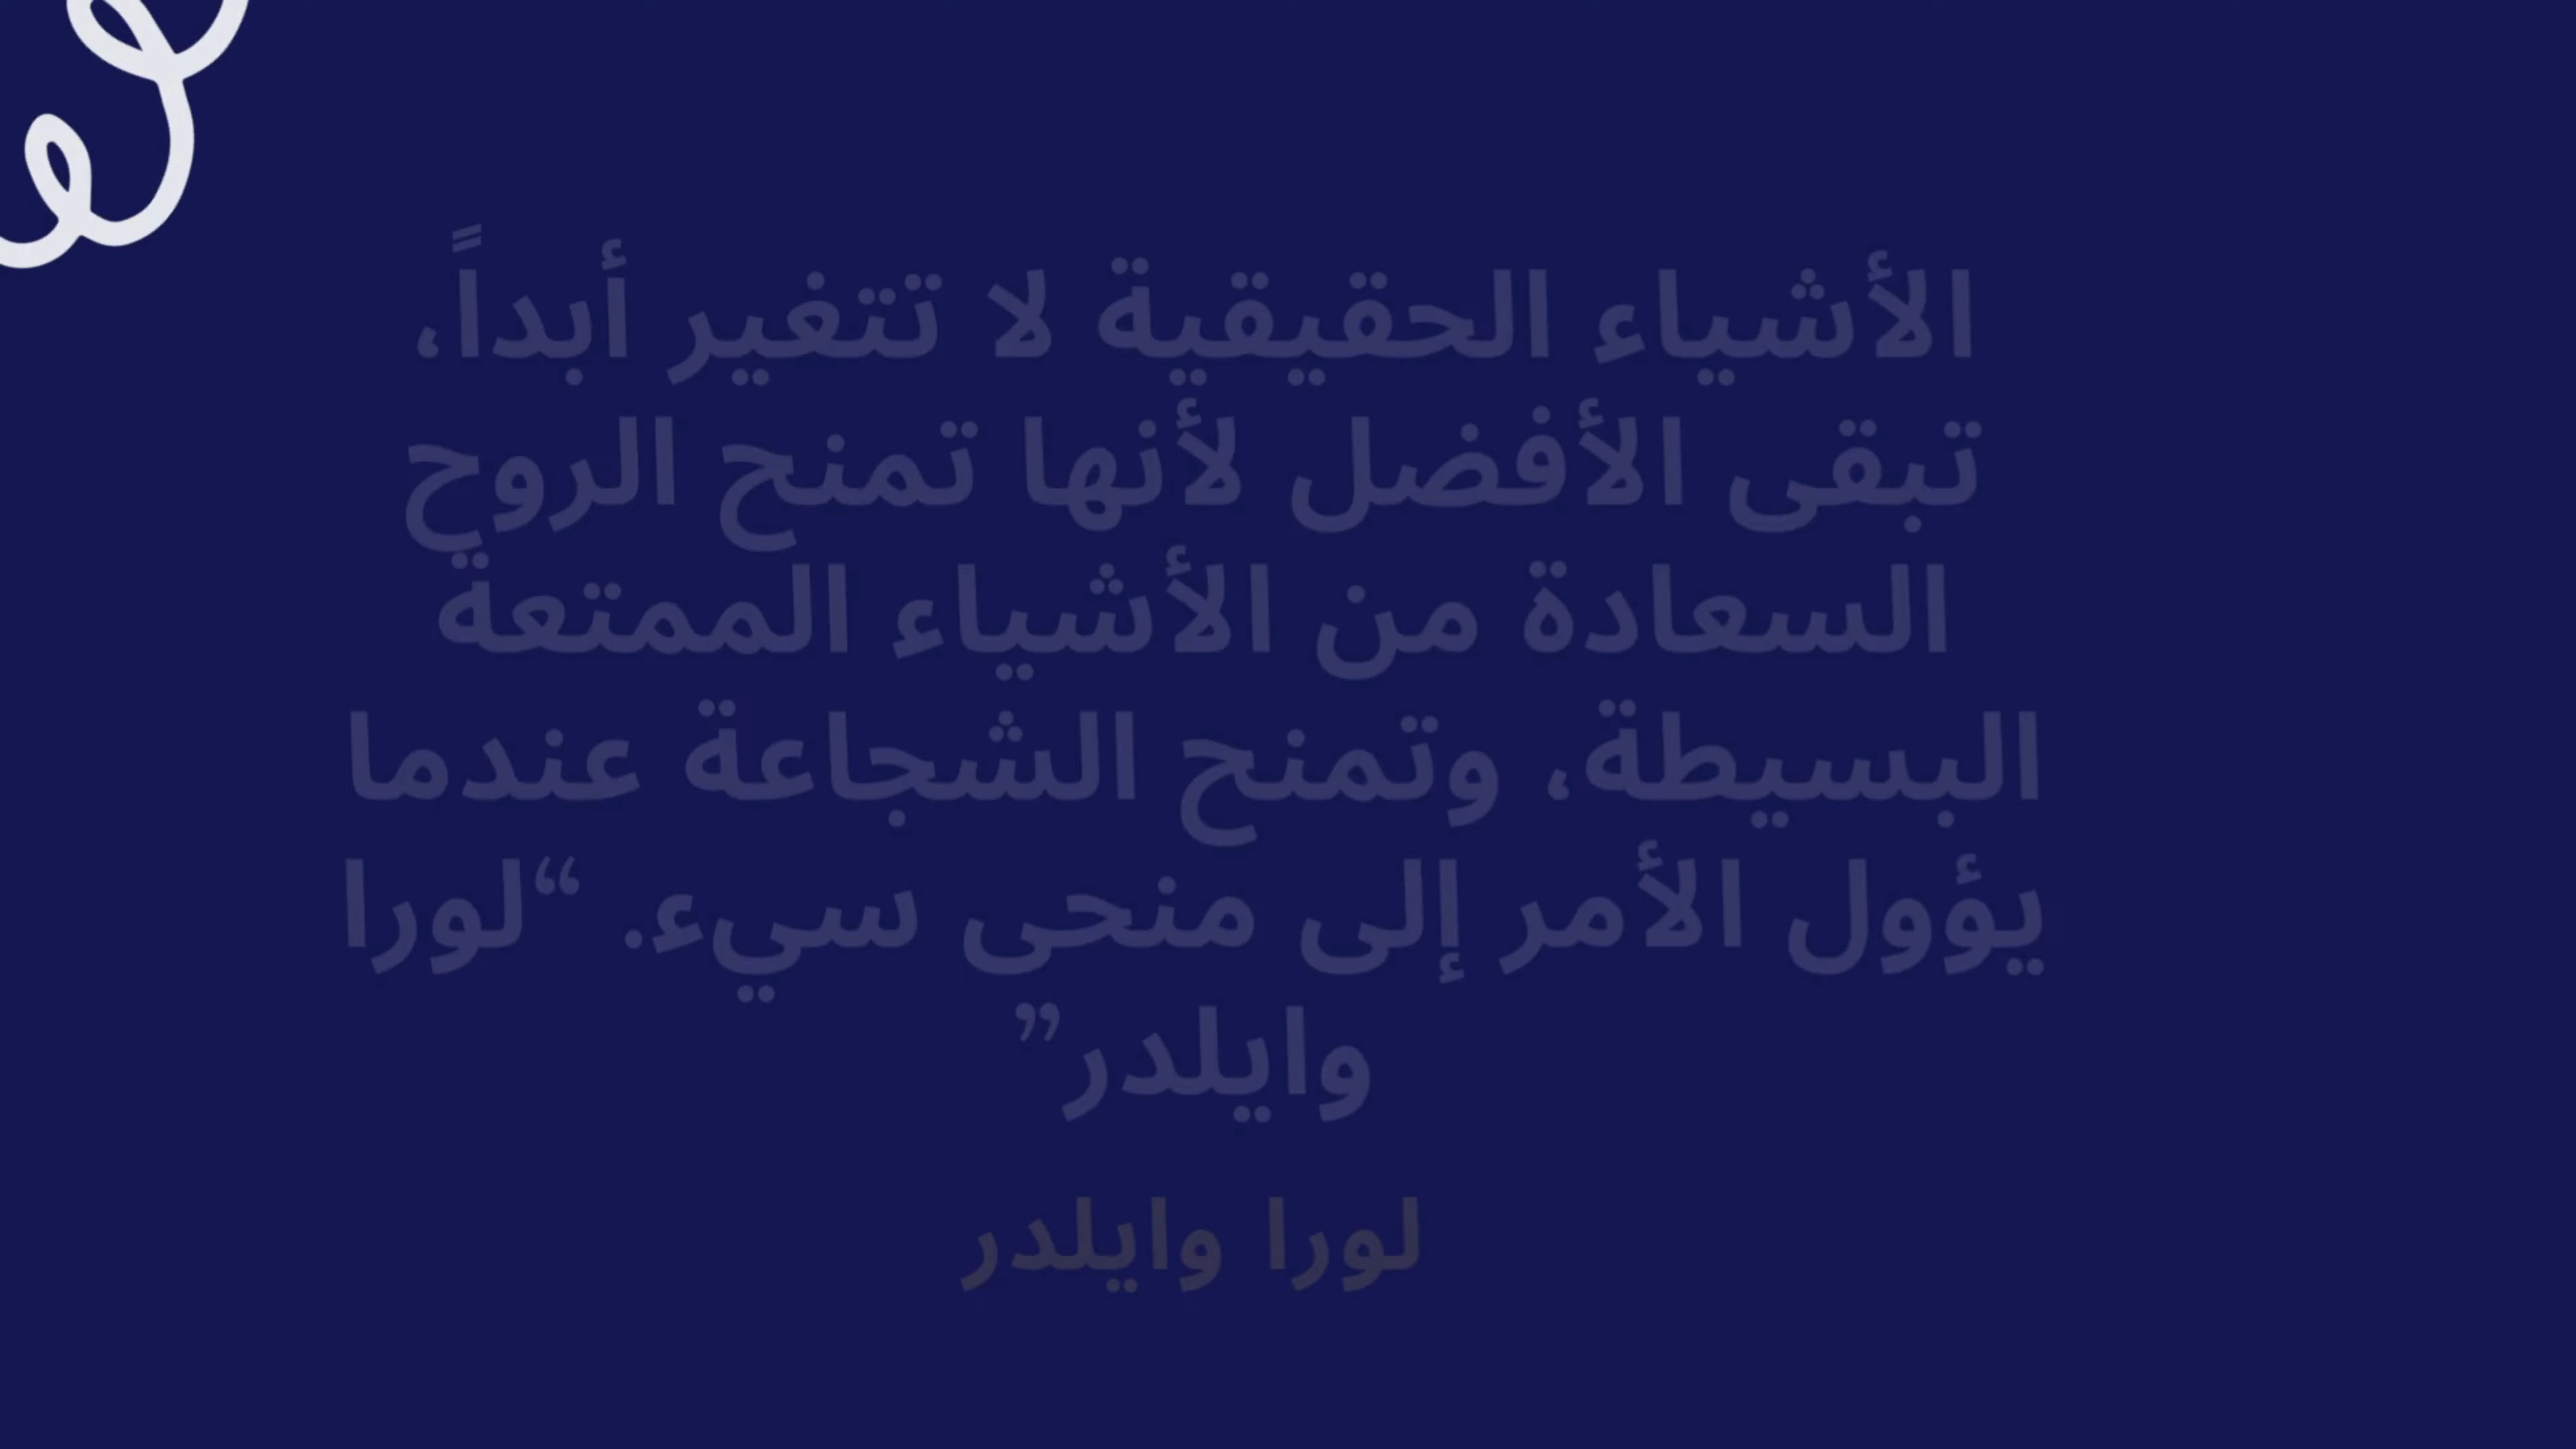 الأشياء الحقيقية لا تتغير أبداً،
تبقى الأفضل لأنها تمنح الروح
السعادة من الأشياء الممتعة
البسيطة، وتمنح الشجاعة عندما
يؤول الأمر إلى منحى سيء. “لورا
وايلدر”
لورا وايلدر